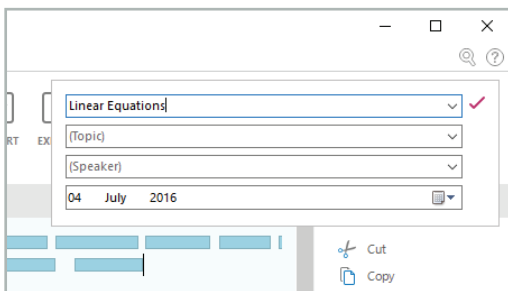 Linear Equations
(Topic)
RT EX
(Speaker)
04 July 2016
Cut
Copy